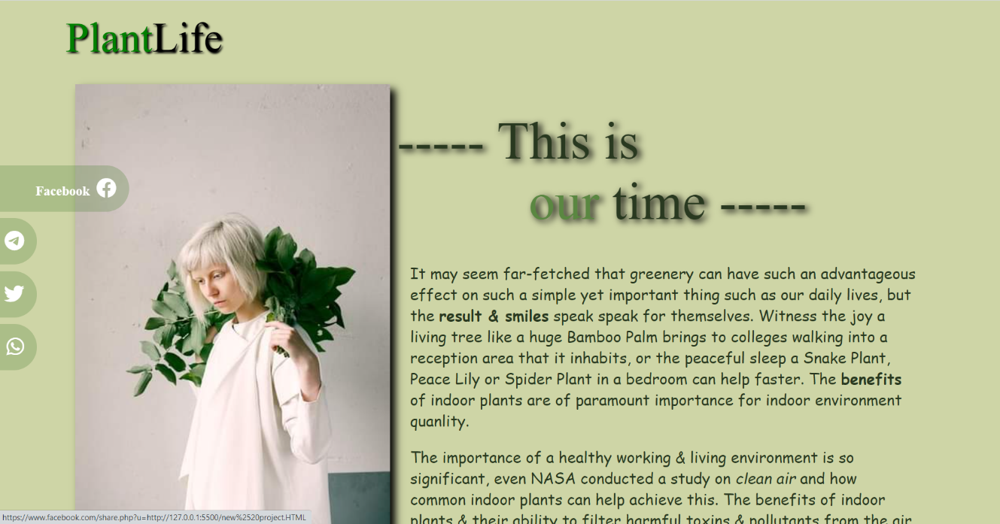 PlantLife
----- This is
our time -----
Facebook
It may seem far-fetched that greenery can have such an advantageous
effect on such a simple yet important thing such as our daily lives, but
the result & smiles speak speak for themselves. Witness the joy a
living tree like a huge Bamboo Palm brings to colleges walking into a
reception area that it inhabits, or the peaceful sleep a Snake Plant,
Peace Lily or Spider Plant in a bedroom can help faster. The benefits
of indoor plants are of paramount importance for indoor environment
quanlity.
The importance of a healthy working & living environment is so
significant, even NASA conducted a study on clean air and how
common indoor plants can help achieve this. The benefits of indoor
plants & their ability to filter harmful toxins & pollutants from the air
https://www.facebook.com/share.php?u=http://127.0.0.1:5500/new%2520project.HTML